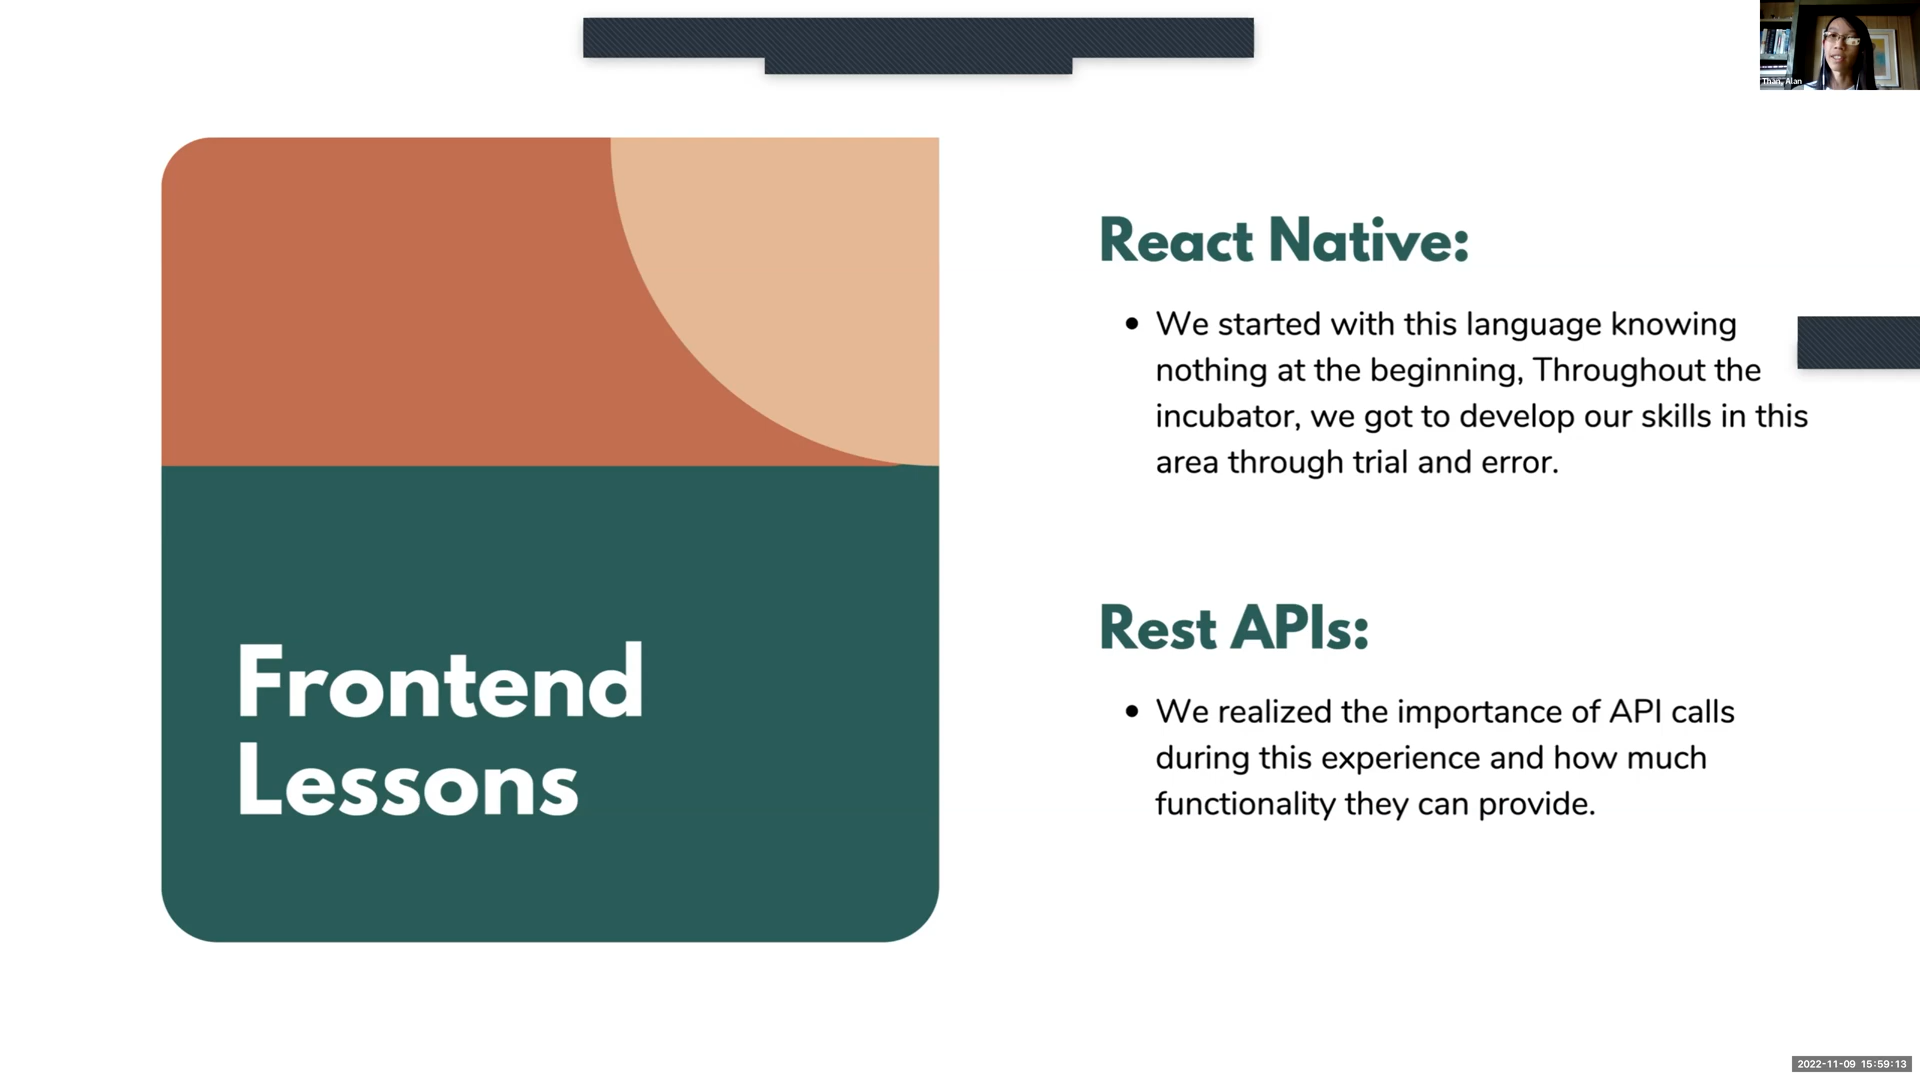 Than, Alan
React Native:
We started with this language knowing
nothing at the beginning, Throughout the
incubator, we got to develop our skills in this
area through trial and error.
Frontend
Lessons
Rest APIs:
We realized the importance of API calls
during this experience and how much
functionality they can provide.
2022-11-09 15:59:13